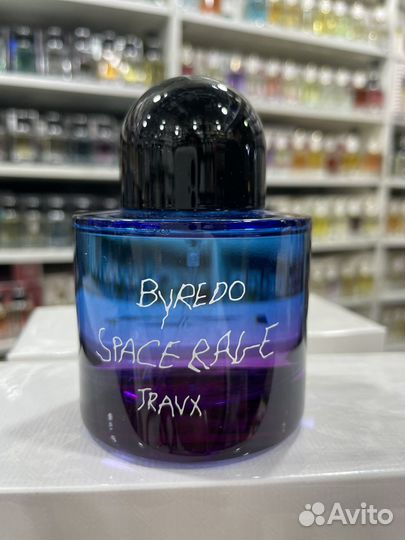 BYREDO
SPACE RAGE
TRAVX
Avito